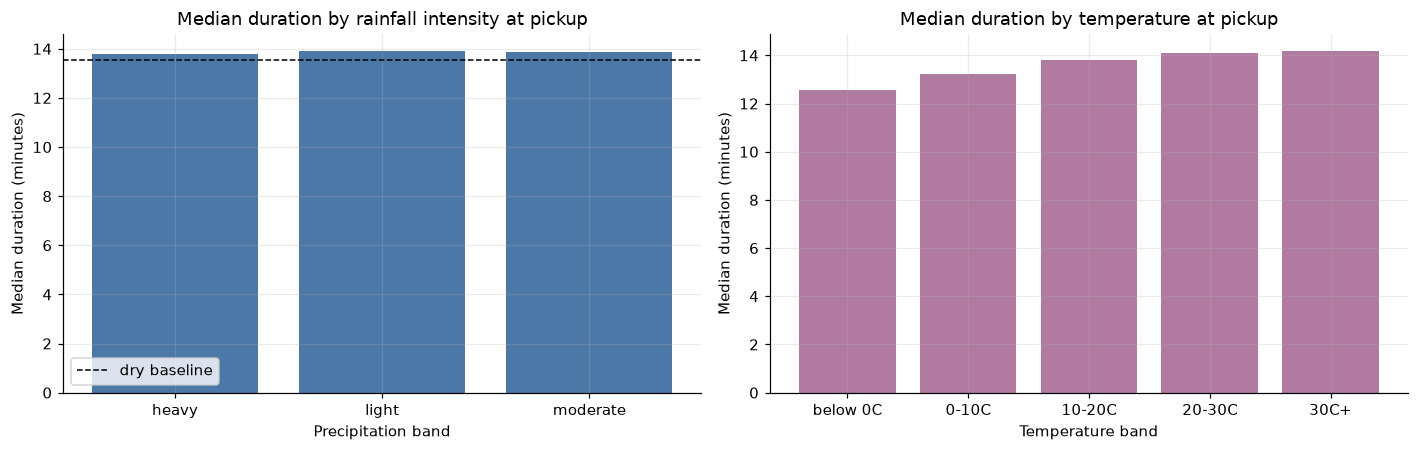 Median duration by rainfall intensity at pickup
Median duration (minutes)
14
12
10
8
6
4
2
0
dry baseline
heavy light moderate
Precipitation band
Median duration by temperature at pickup
Median duration (minutes)
14
12
10
8
6
4
2
0
below 0C 0-10C 10-20C 20-30C 30C+
Temperature band